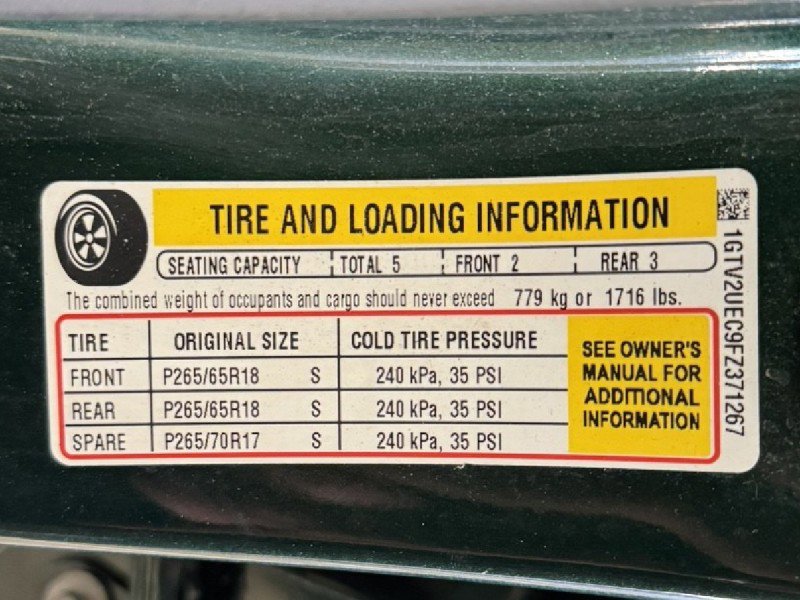 TIRE AND LOADING INFORMATION
SEATING CAPACITY TOTAL 5 FRONT 2 REAR 3
The combined weight of occupants and cargo should never exceed 779 kg or 1716 lbs.
TIRE ORIGINAL SIZE COLD TIRE PRESSURE
FRONT P265/65R18 S 240 kPa, 35 PSI
REAR P265/65R18 S 240 kPa, 35 PSI
SPARE P265/70R17 S 240 kPa, 35 PSI
SEE OWNER'S
MANUAL FOR
ADDITIONAL
INFORMATION
1GTV2UEC9FZ371267